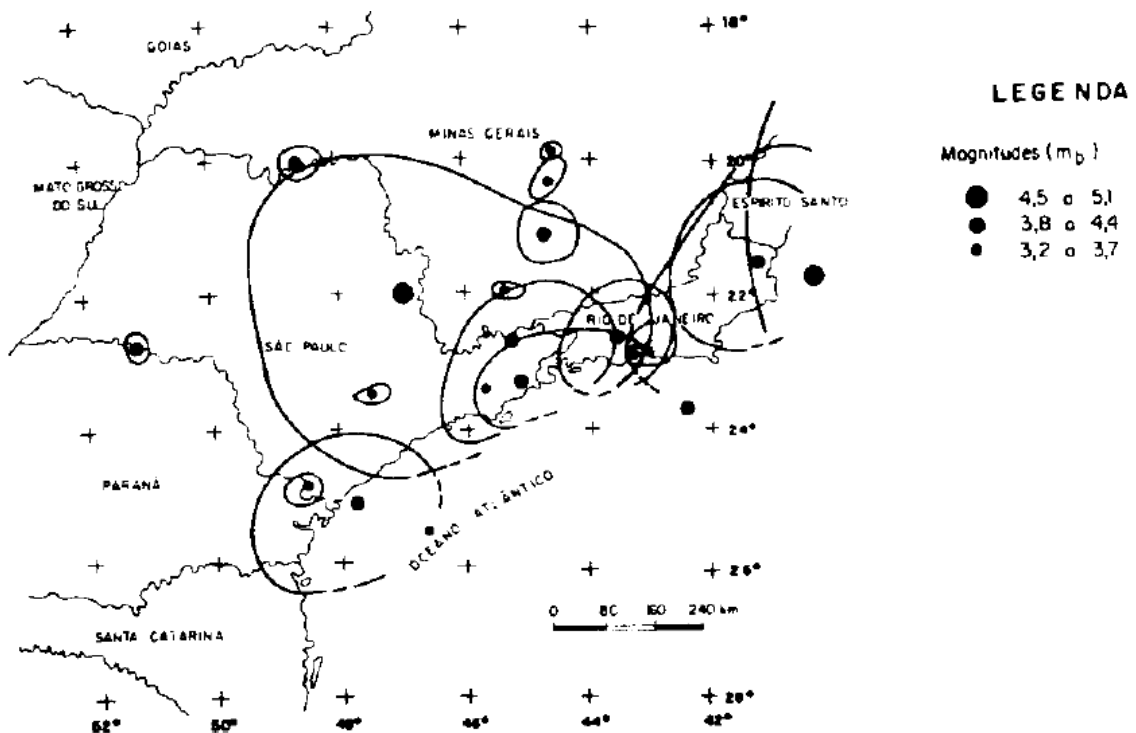 18°
GOIAS
LEGENDA
MINAS GERAIS
20°
Magnitudes (mb)
MATO GROSSO
DO SUL
ESPIRITO SANTO
4,5 a 5,1
3,8 a 4,4
3,2 a 3,7
22°
RIO DE JANEIRO
SÃO PAULO
24°
PARANÁ
OCEANO ATLÂNTICO
26°
0 80 160 240 km
SANTA CATARINA
28°
52° 50° 48° 46° 44° 42°